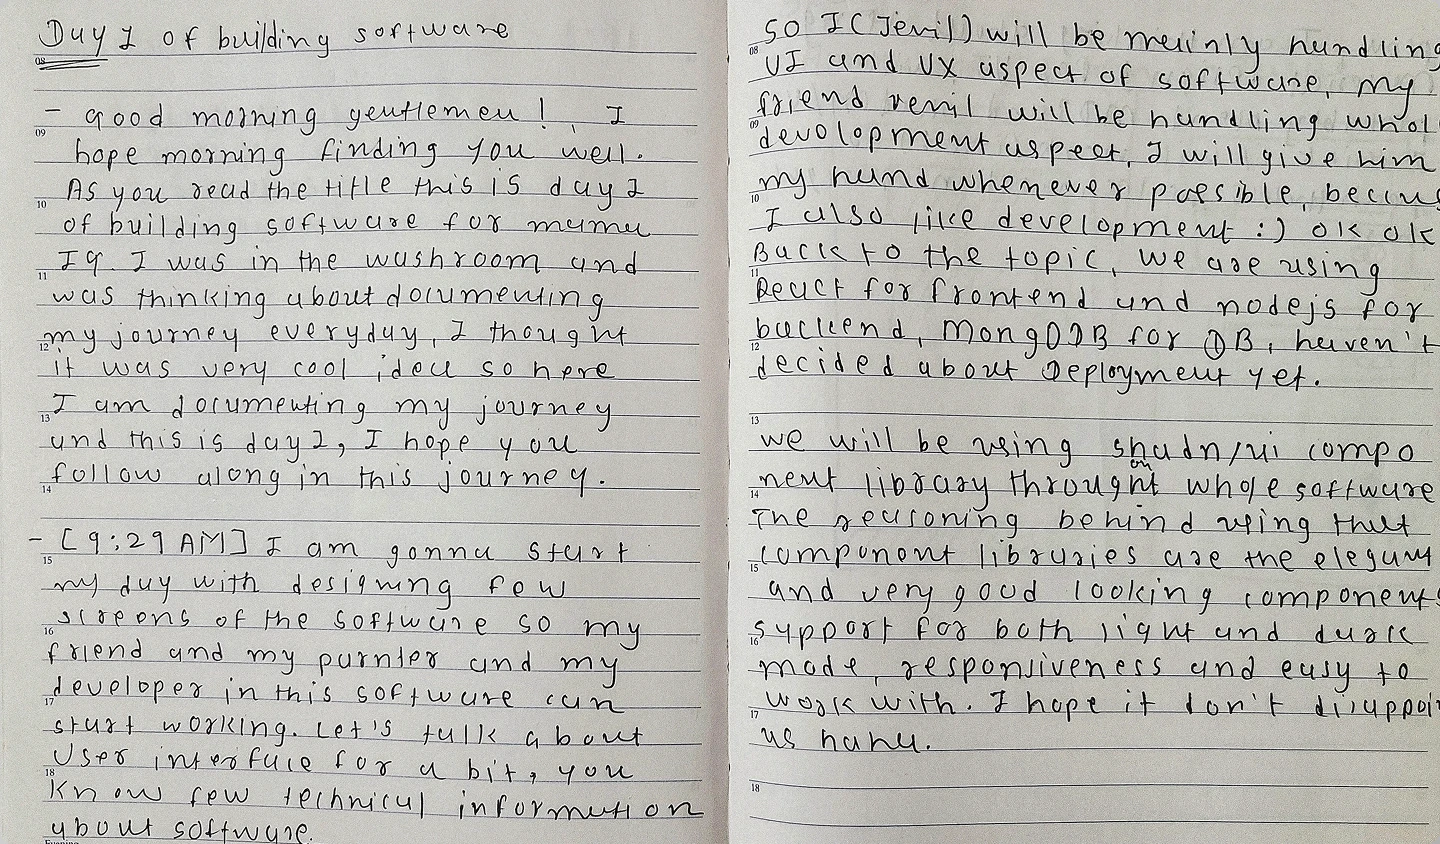 Day 1 of building software
- Good morning gentlemen! I
hope morning finding you well.
As you read the title this is day 1
of building software for mamu
I was in the washroom and
was thinking about documenting
my journey everyday, I thought
it was very cool idea so here
I am documenting my journey
and this is day 1, I hope you
follow along in this journey.
- [9:29 AM] I am gonna start
my day with designing few
screens of the software so my
friend and my parnter and my
developer in this software can
start working. Let's talk about
User interface for a bit, you
know few technical information
about software.
SO I (Jenil) will be mainly handling
UI and UX aspect of software, my
friend will be handling whol
devolopment aspect, I will give him
my hand whenever possible, becaus
I also like development :) ok ok
Back to the topic, we are using
React for frontend and nodejs for
backend, MongoDB for DB, haven't
decided about Deployment yet.
we will be using shadn/ui compo
nent library throught out whole software
The reasoning behind using that
component libraries are the elegant
and very good looking components
support for both light and dark
mode, responsiveness and easy to
work with. I hope it don't disappoi
us haha.
08
09
10
11
12
13
14
15
16
17
18
08
09
10
11
12
13
14
15
16
17
18